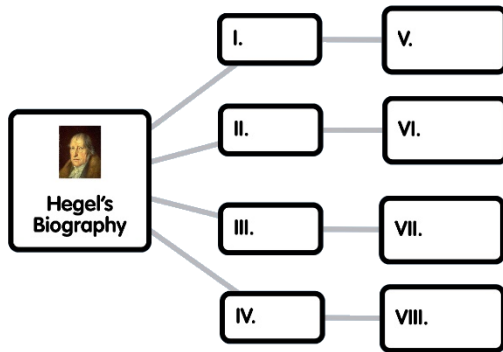 I.
V.
II.
VI.
Hegel's
Biography
III.
VII.
IV.
VIII.